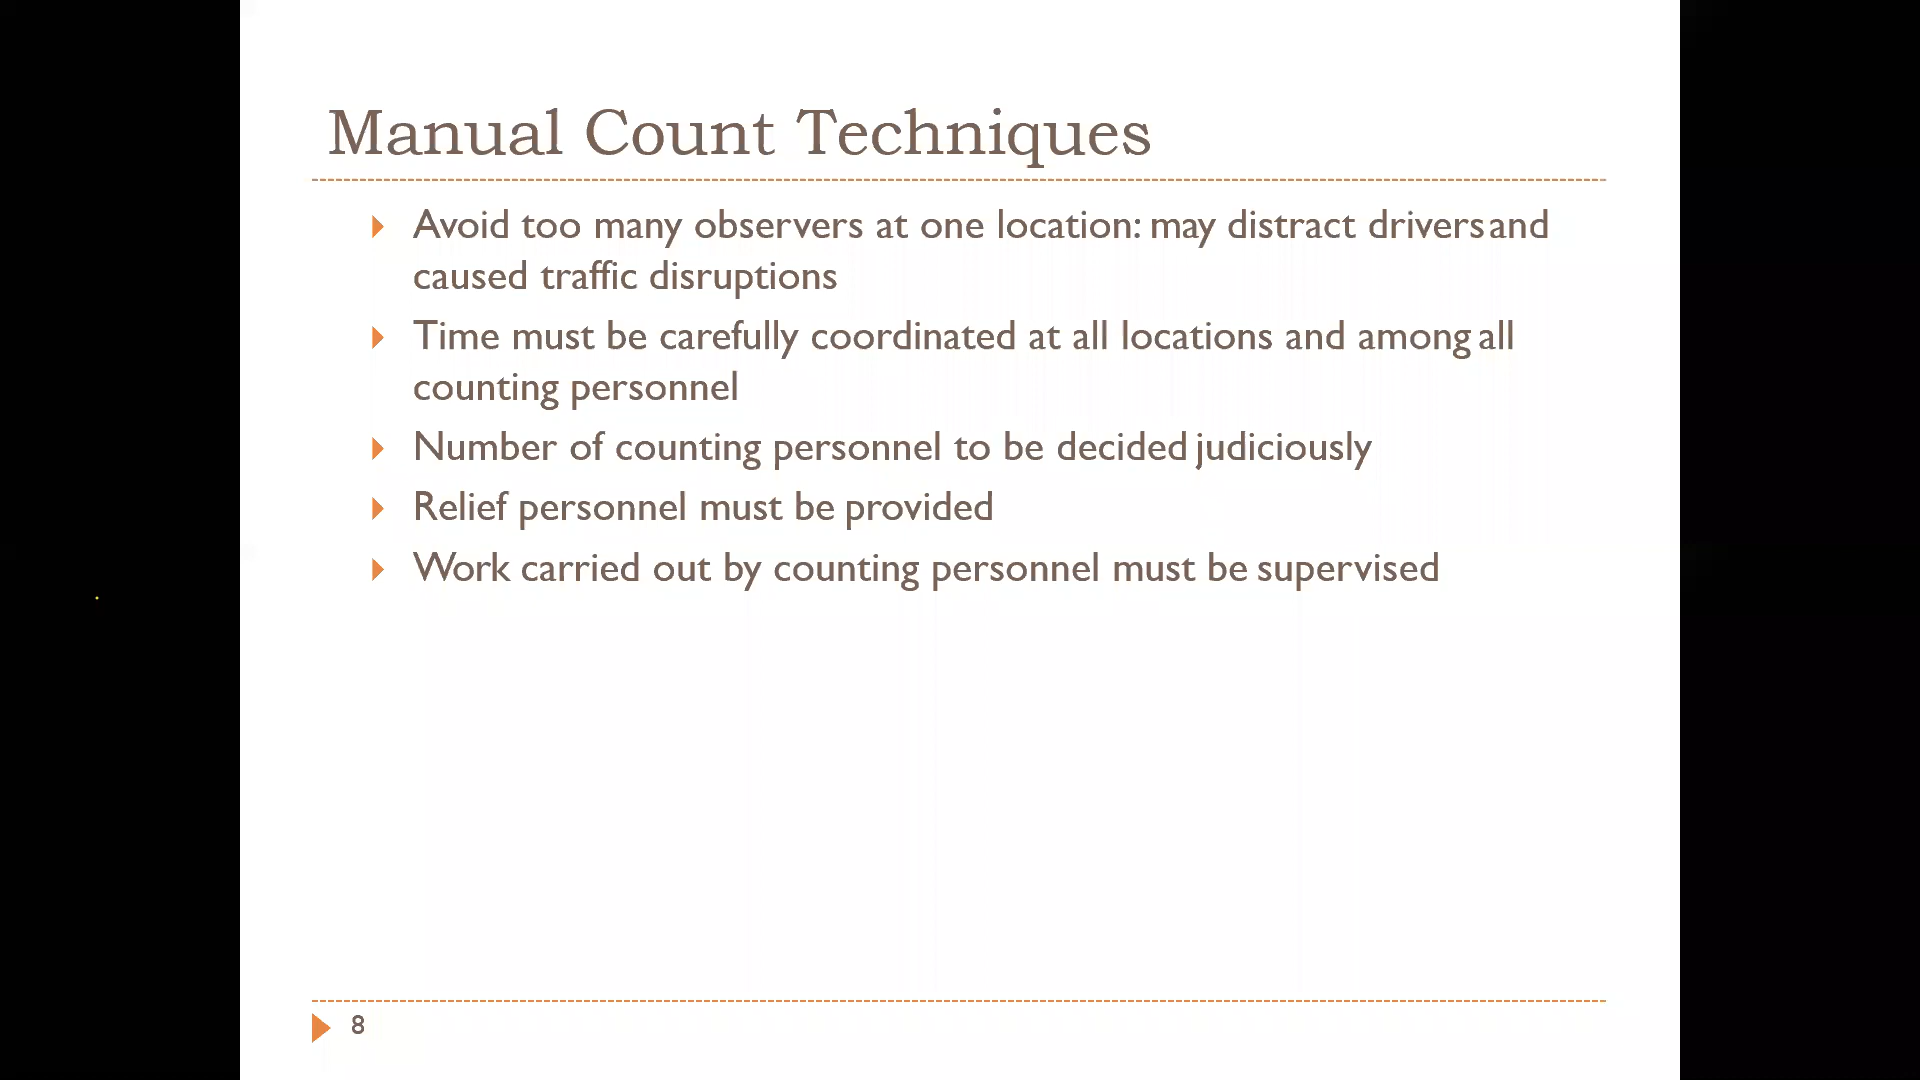 Manual Count Techniques
Avoid too many observers at one location: may distract drivers and
caused traffic disruptions
Time must be carefully coordinated at all locations and among all
counting personnel
Number of counting personnel to be decided judiciously
Relief personnel must be provided
Work carried out by counting personnel must be supervised
8